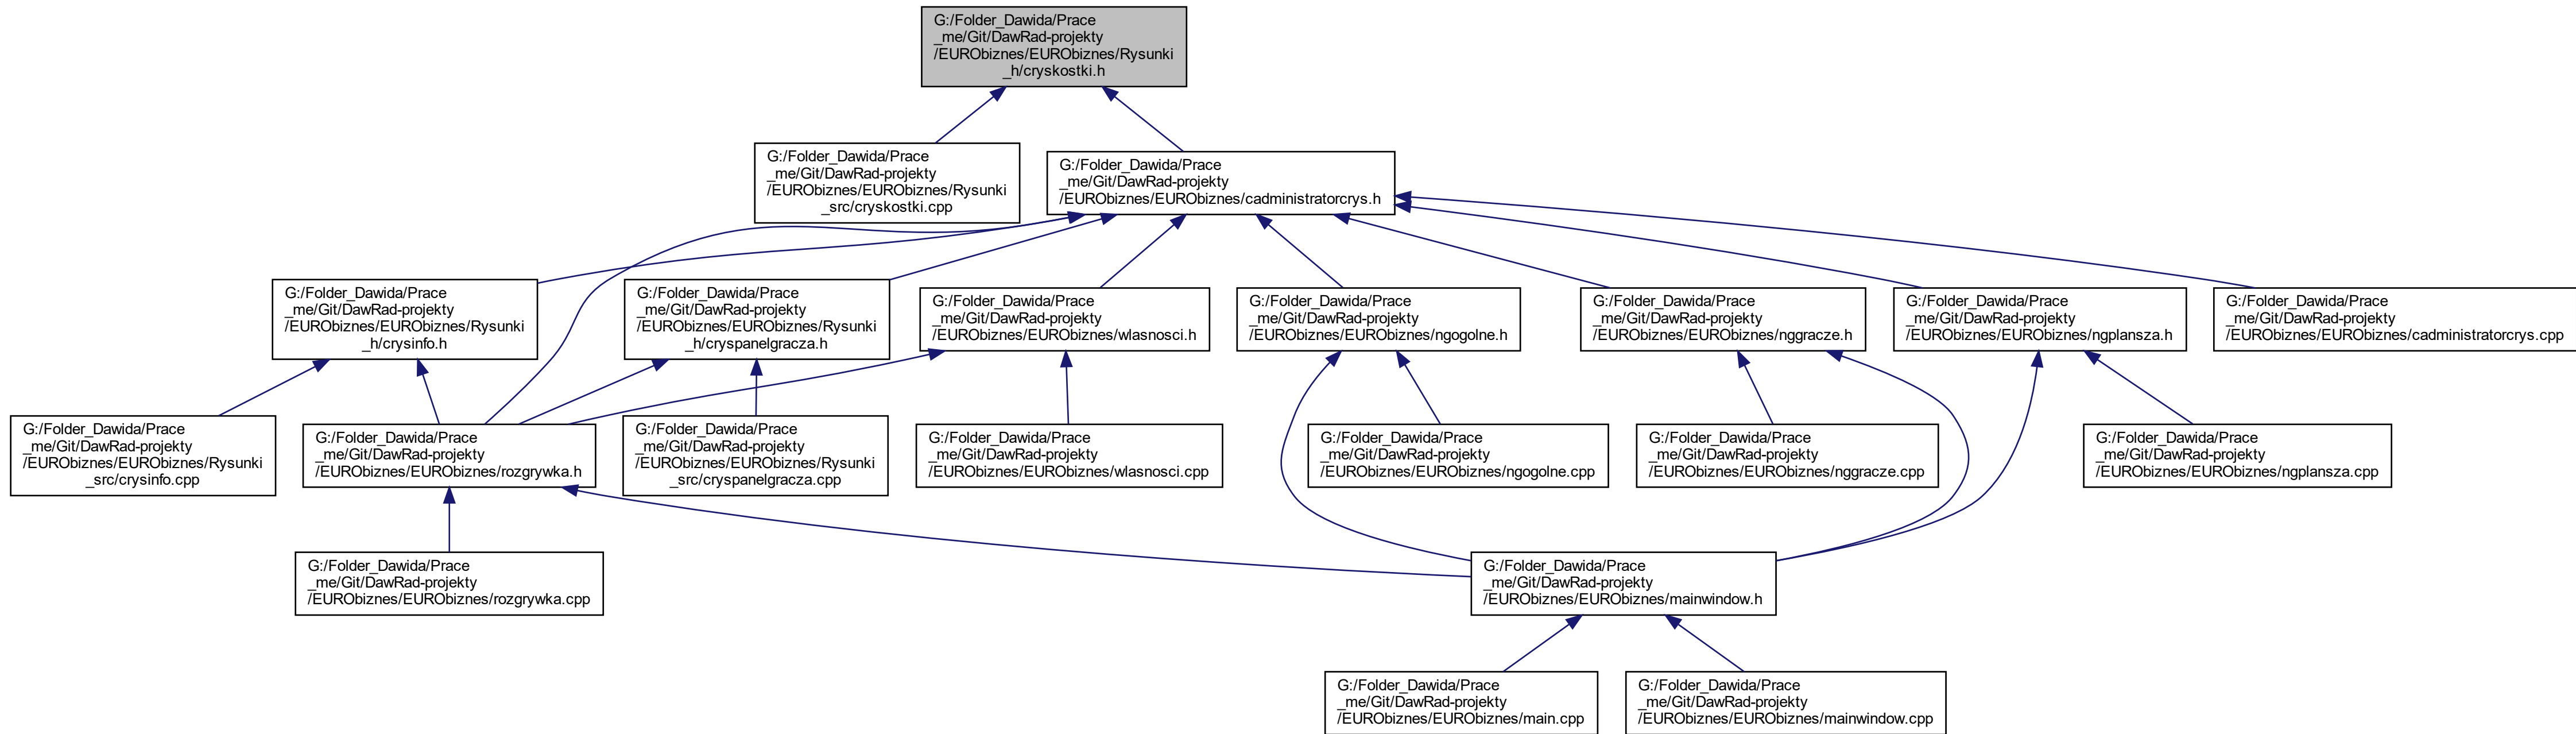 G:/Folder_Dawida/Prace
_me/Git/DawRad-projekty
/EURObiznes/EURObiznes/Rysunki
_h/cryskostki.h
G:/Folder_Dawida/Prace
_me/Git/DawRad-projekty
/EURObiznes/EURObiznes/Rysunki
_src/cryskostki.cpp
G:/Folder_Dawida/Prace
_me/Git/DawRad-projekty
/EURObiznes/EURObiznes/cadministratorcrys.h
G:/Folder_Dawida/Prace
_me/Git/DawRad-projekty
/EURObiznes/EURObiznes/Rysunki
_h/crysinfo.h
G:/Folder_Dawida/Prace
_me/Git/DawRad-projekty
/EURObiznes/EURObiznes/Rysunki
_h/cryspanelgracza.h
G:/Folder_Dawida/Prace
_me/Git/DawRad-projekty
/EURObiznes/EURObiznes/wlasnosci.h
G:/Folder_Dawida/Prace
_me/Git/DawRad-projekty
/EURObiznes/EURObiznes/ngogolne.h
G:/Folder_Dawida/Prace
_me/Git/DawRad-projekty
/EURObiznes/EURObiznes/nggracze.h
G:/Folder_Dawida/Prace
_me/Git/DawRad-projekty
/EURObiznes/EURObiznes/ngplansza.h
G:/Folder_Dawida/Prace
_me/Git/DawRad-projekty
/EURObiznes/EURObiznes/cadministratorcrys.cpp
G:/Folder_Dawida/Prace
_me/Git/DawRad-projekty
/EURObiznes/EURObiznes/Rysunki
_src/crysinfo.cpp
G:/Folder_Dawida/Prace
_me/Git/DawRad-projekty
/EURObiznes/EURObiznes/rozgrywka.h
G:/Folder_Dawida/Prace
_me/Git/DawRad-projekty
/EURObiznes/EURObiznes/Rysunki
_src/cryspanelgracza.cpp
G:/Folder_Dawida/Prace
_me/Git/DawRad-projekty
/EURObiznes/EURObiznes/wlasnosci.cpp
G:/Folder_Dawida/Prace
_me/Git/DawRad-projekty
/EURObiznes/EURObiznes/ngogolne.cpp
G:/Folder_Dawida/Prace
_me/Git/DawRad-projekty
/EURObiznes/EURObiznes/nggracze.cpp
G:/Folder_Dawida/Prace
_me/Git/DawRad-projekty
/EURObiznes/EURObiznes/ngplansza.cpp
G:/Folder_Dawida/Prace
_me/Git/DawRad-projekty
/EURObiznes/EURObiznes/rozgrywka.cpp
G:/Folder_Dawida/Prace
_me/Git/DawRad-projekty
/EURObiznes/EURObiznes/mainwindow.h
G:/Folder_Dawida/Prace
_me/Git/DawRad-projekty
/EURObiznes/EURObiznes/main.cpp
G:/Folder_Dawida/Prace
_me/Git/DawRad-projekty
/EURObiznes/EURObiznes/mainwindow.cpp